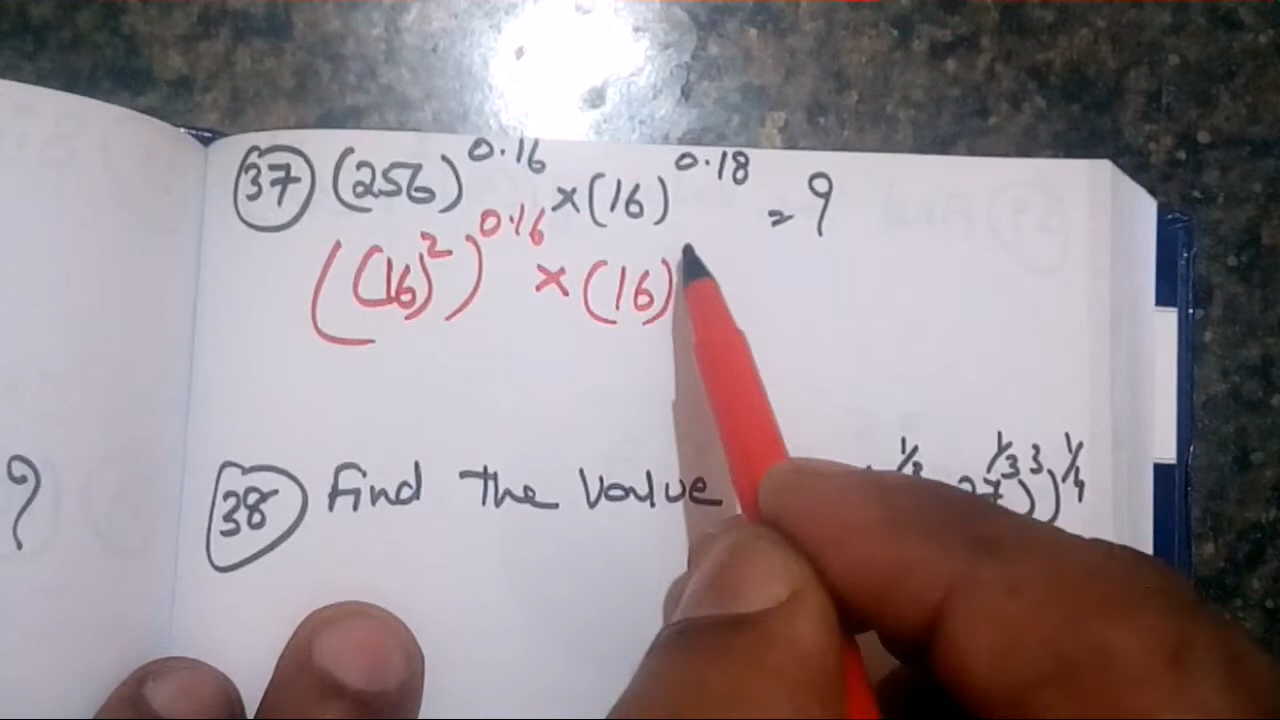 37 (256)^0.16 × (16)^0.18 = ?
((16)^2)^0.16 × (16)
?
38 Find the value